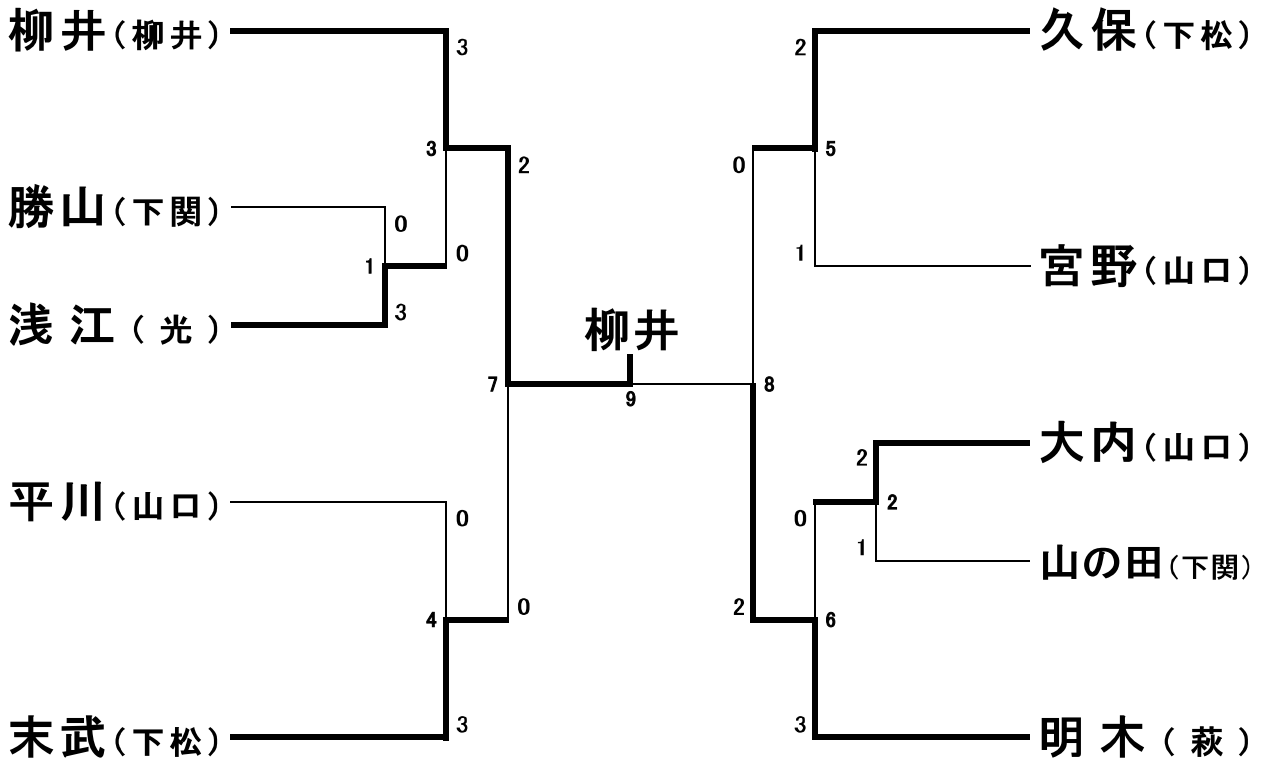 柳井(柳井)
3
3
2
勝山(下関)
0
1
0
浅江(光)
3
7
平川(山口)
0
4
0
末武(下松)
3
柳井
9
久保(下松)
2
5
0
宮野(山口)
1
8
大内(山口)
2
2
0
山の田(下関)
1
2
6
明木(萩)
3